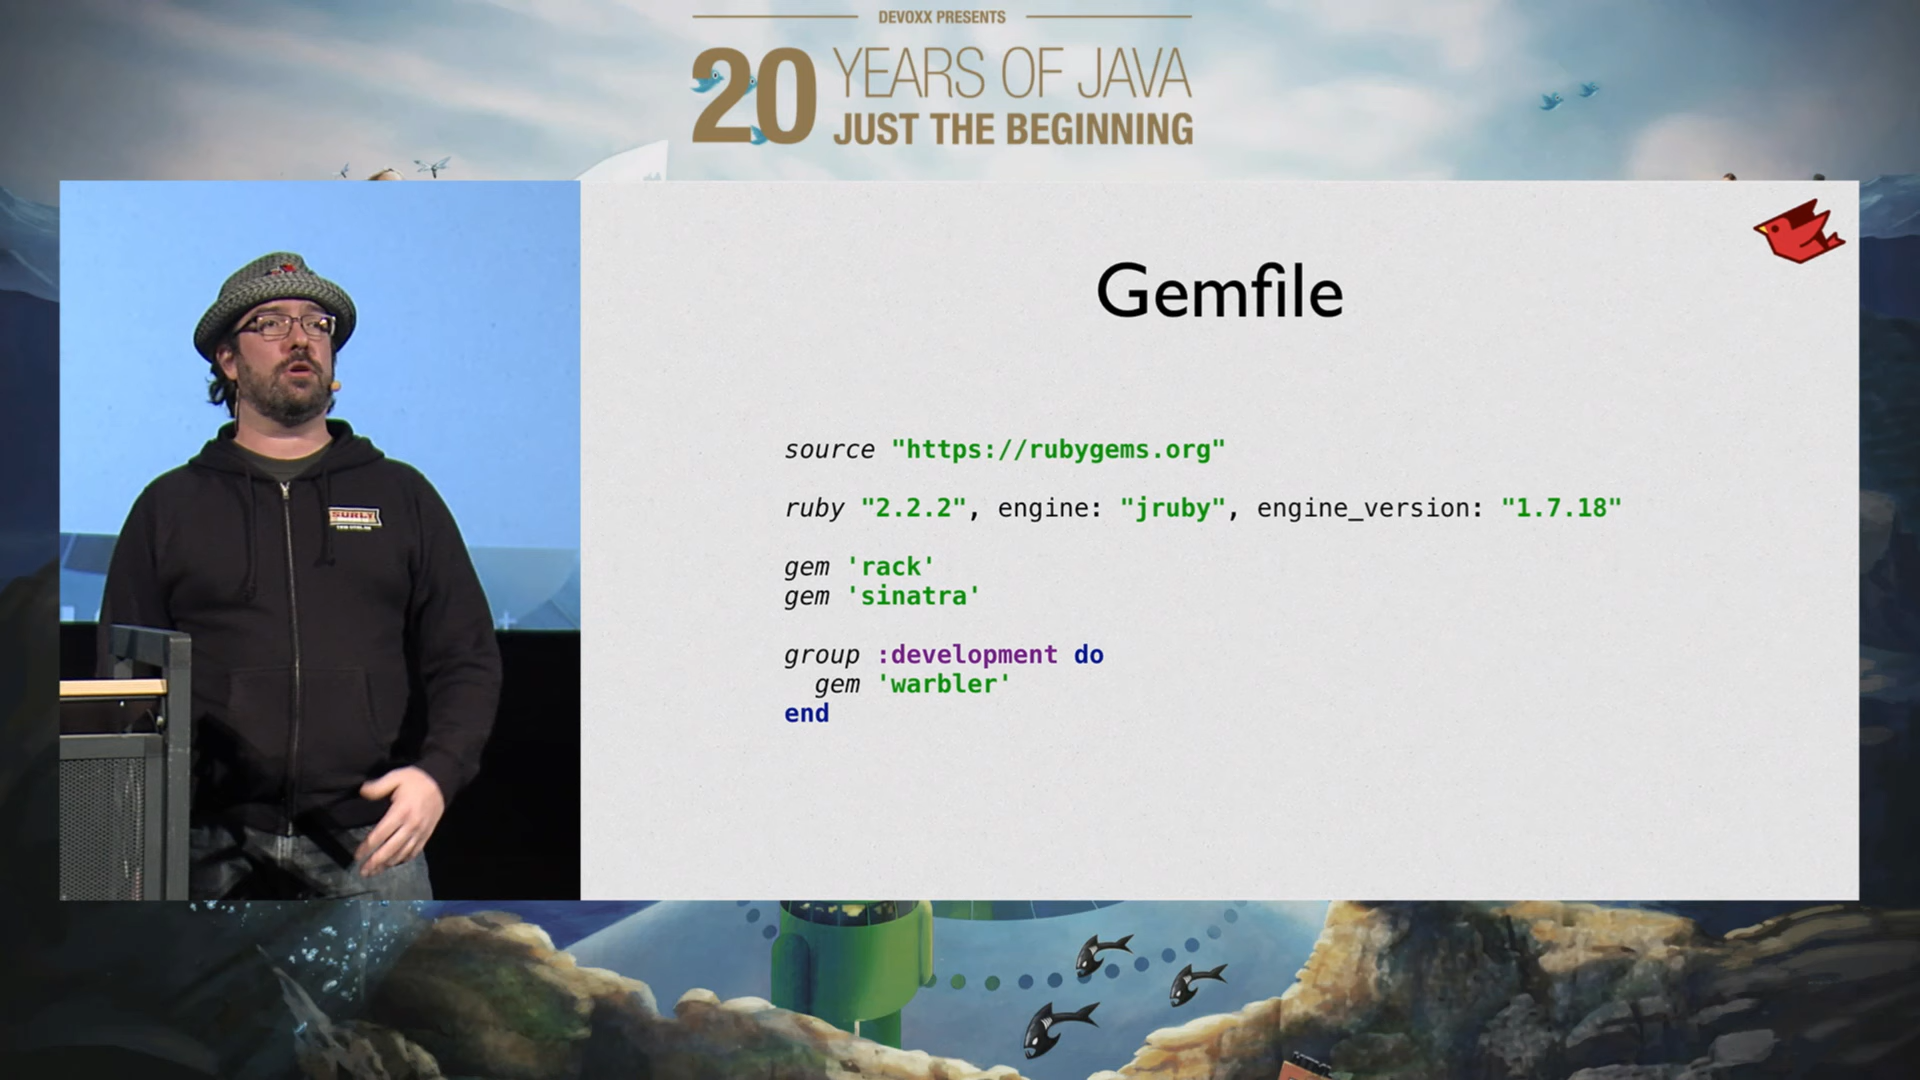 DEVOXX PRESENTS
20 YEARS OF JAVA
JUST THE BEGINNING
Gemfile
source "https://rubygems.org"
ruby "2.2.2", engine: "jruby", engine_version: "1.7.18"
gem 'rack'
gem 'sinatra'
group :development do
gem 'warbler'
end
SURLY